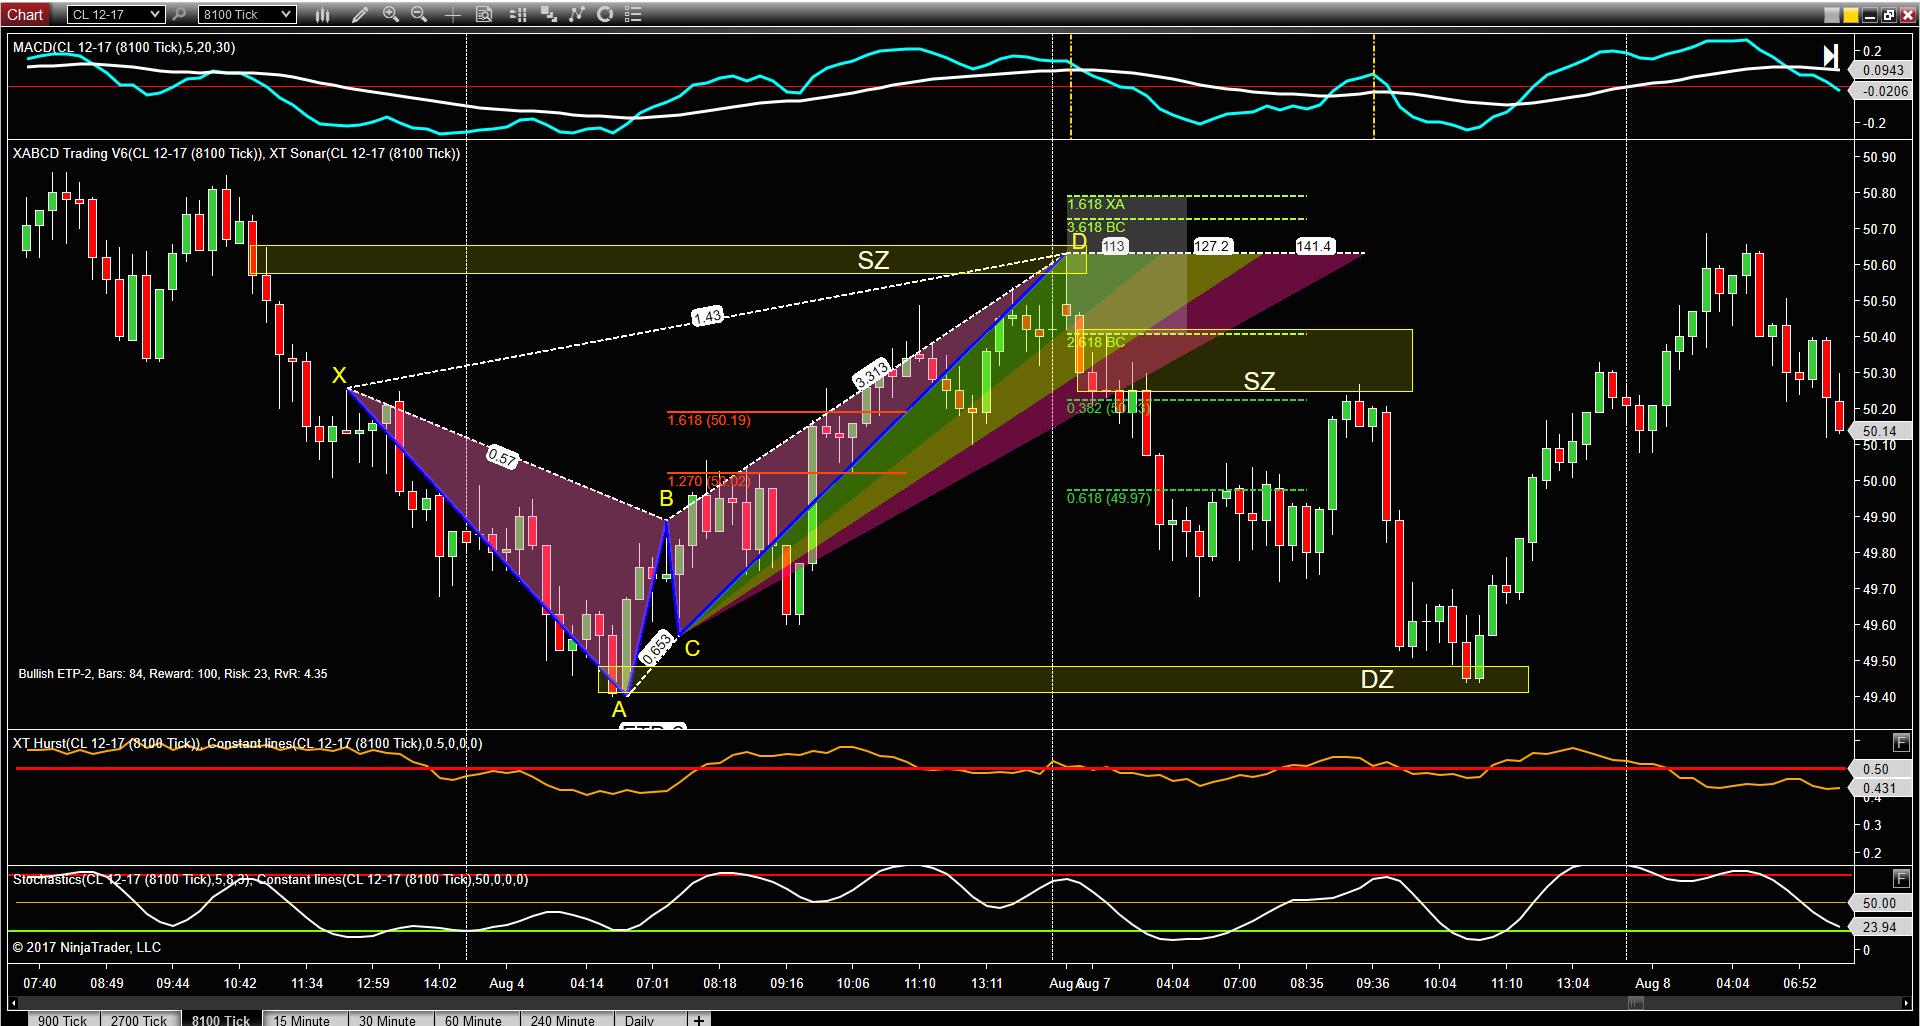 Chart CL 12-17 8100 Tick
MACD(CL 12-17 (8100 Tick),5,20,30)
0.2
0.0943
-0.0206
-0.2
XABCD Trading V6(CL 12-17 (8100 Tick)), XT Sonar(CL 12-17 (8100 Tick))
50.90
50.80
50.70
50.60
50.50
50.40
50.30
50.20
50.14
50.10
50.00
49.90
49.80
49.70
49.60
49.50
49.40
1.618 XA
3.618 BC
D 113 127.2 141.4
SZ
1.43
2.618 BC
X
3.313
SZ
0.382
1.618 (50.19)
0.57
1.270 (50.02)
B
0.618 (49.97)
0.653
C
Bullish ETP-2, Bars: 84, Reward: 100, Risk: 23, RvR: 4.35
DZ
A
XT Hurst(CL 12-17 (8100 Tick)), Constant lines(CL 12-17 (8100 Tick),0.5,0,0,0)
F
0.50
0.431
0.4
0.3
0.2
Stochastics(CL 12-17 (8100 Tick),5,8,3), Constant lines(CL 12-17 (8100 Tick),50,0,0,0)
F
50.00
23.94
0
© 2017 NinjaTrader, LLC
07:40 08:49 09:44 10:42 11:34 12:59 14:02 Aug 4 04:14 07:01 08:18 09:16 10:06 11:10 13:11 Aug Aug 7 04:04 07:00 08:35 09:36 10:04 11:10 13:04 Aug 8 04:04 06:52
900 Tick 2700 Tick 8100 Tick 15 Minute 30 Minute 60 Minute 240 Minute Daily +